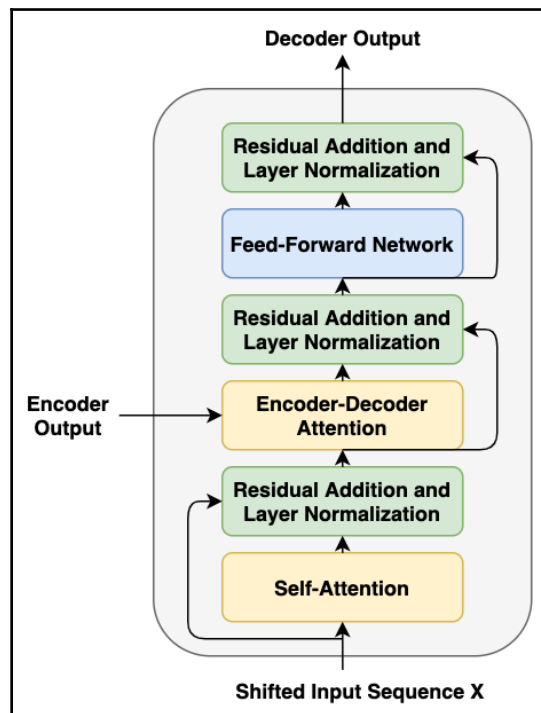 Decoder Output
Residual Addition and
Layer Normalization
Feed-Forward Network
Residual Addition and
Layer Normalization
Encoder
Output
Encoder-Decoder
Attention
Residual Addition and
Layer Normalization
Self-Attention
Shifted Input Sequence X